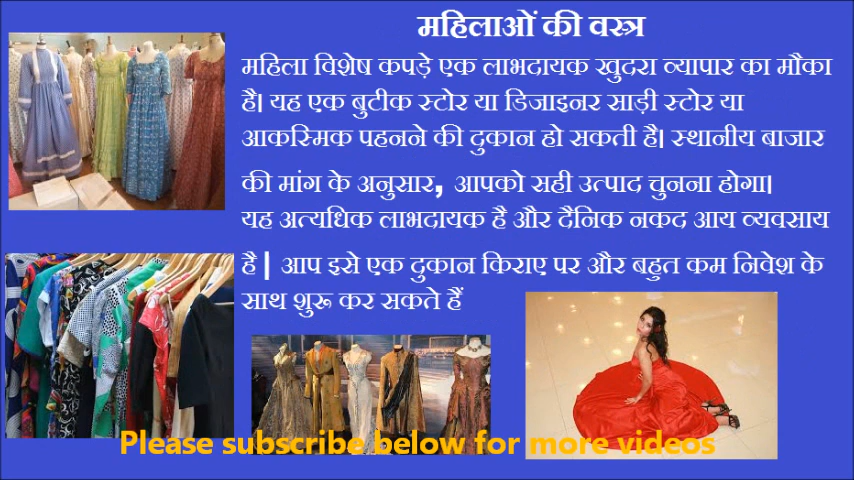 महिलाओं की वस्त्र
महिला विशेष कपड़े एक लाभदायक खुदरा व्यापार का मौका
है। यह एक बुटीक स्टोर या डिजाइनर साड़ी स्टोर या
आकस्मिक पहनने की दुकान हो सकती है। स्थानीय बाजार
की मांग के अनुसार, आपको सही उत्पाद चुनना होगा।
यह अत्यधिक लाभदायक है और दैनिक नकद आय व्यवसाय
है | आप इसे एक दुकान किराए पर और बहुत कम निवेश के
साथ शुरू कर सकते हैं
Please subscribe below for more videos